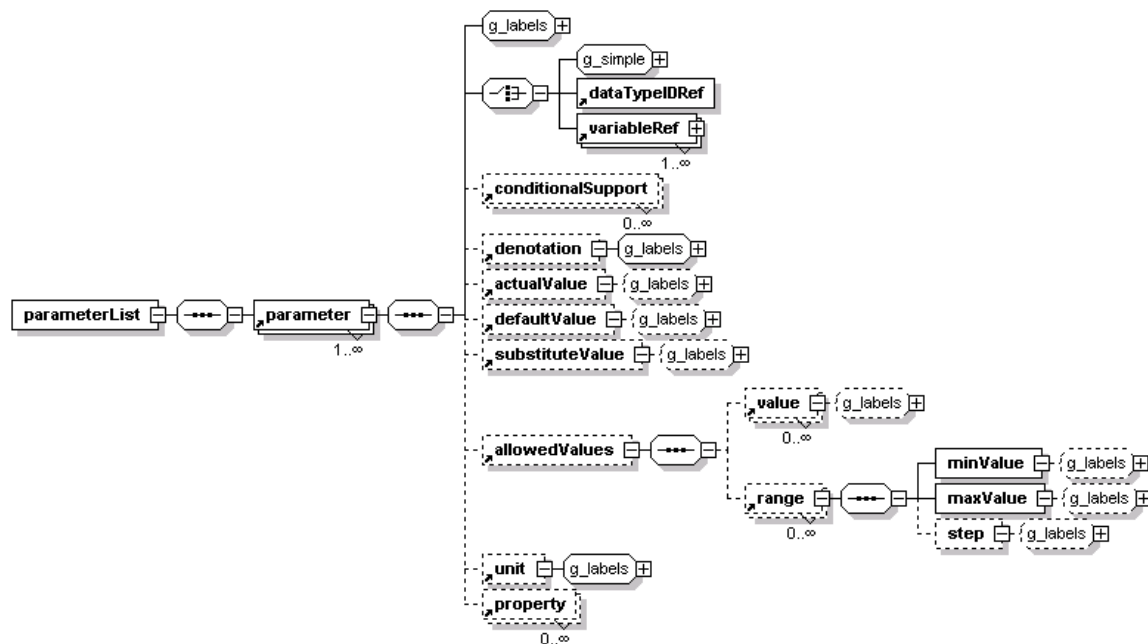 g_labels
g_simple
dataTypeIDRef
variableRef
1..∞
conditionalSupport
0..∞
denotation g_labels
actualValue g_labels
parameterList parameter defaultValue g_labels
1..∞
substituteValue g_labels
value g_labels
0..∞
allowedValues
minValue g_labels
range maxValue g_labels
0..∞
step g_labels
unit g_labels
property
0..∞